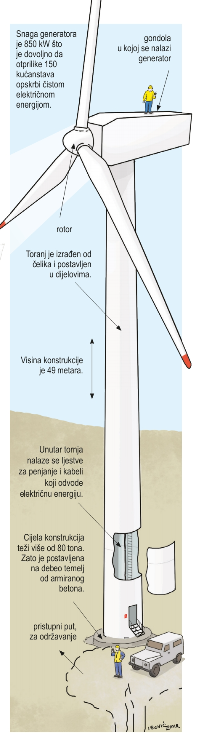 Snaga generatora
je 850 kW što
je dovoljno da
otprilike 150
kućanstava
opskrbi čistom
električnom
energijom.
gondola
u kojoj se nalazi
generator
rotor
Toranj je izrađen od
čelika i postavljen
u dijelovima.
Visina konstrukcije
je 49 metara.
Unutar tornja
nalaze se ljestve
za penjanje i kabeli
koji odvode
električnu energiju.
Cijela konstrukcija
teži više od 80 tona.
Zato je postavljena
na debeo temelj
od armiranog
betona.
pristupni put,
za održavanje